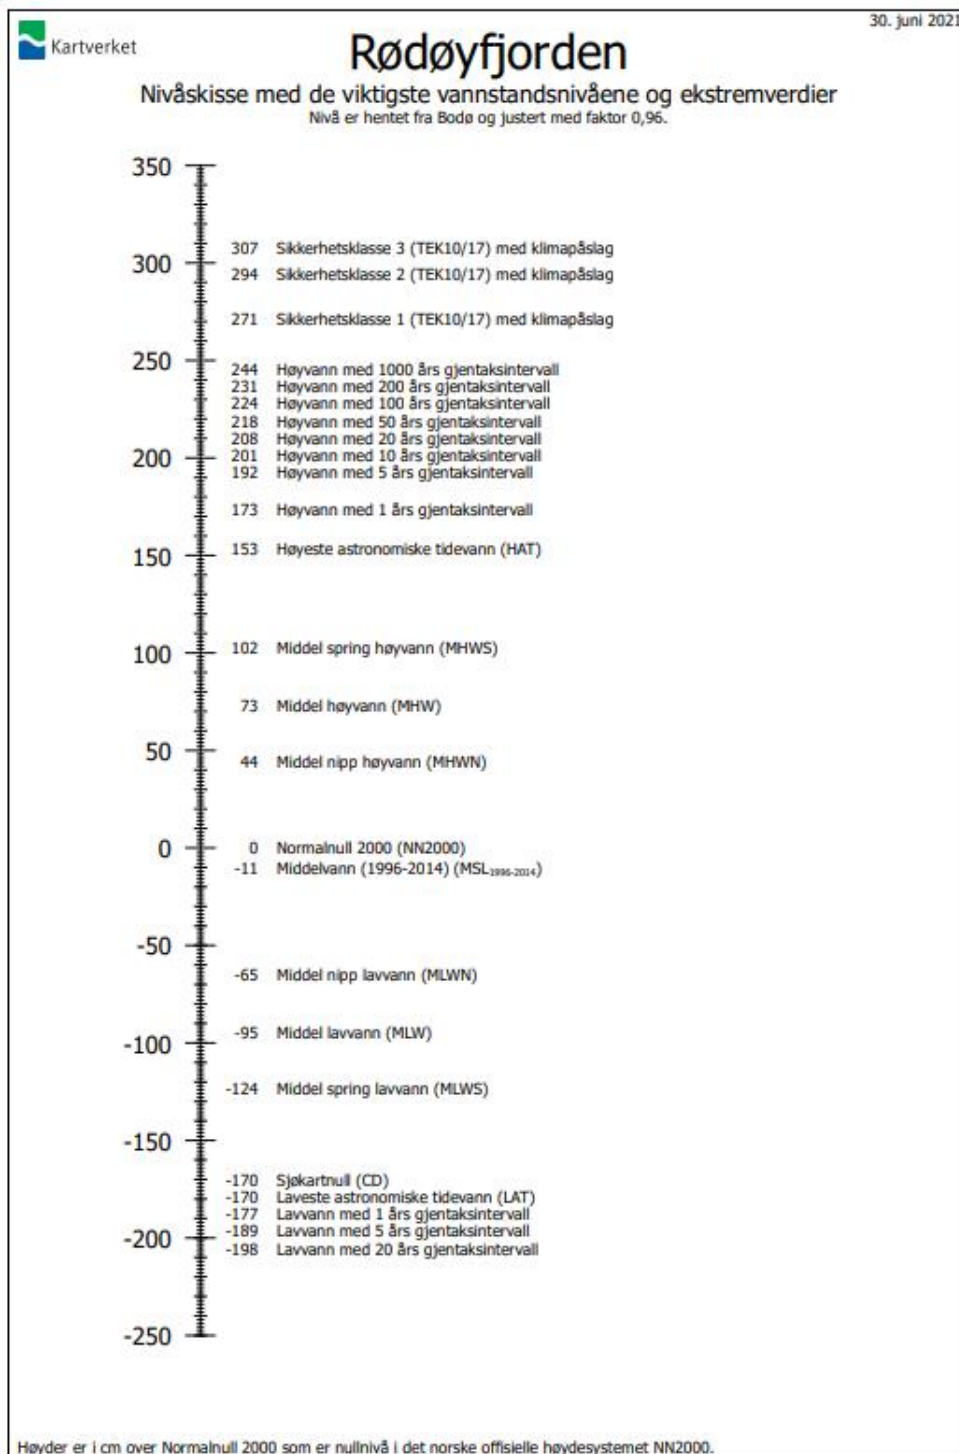 30. juni 2021
Kartverket
Rødøyfjorden
Nivåskisse med de viktigste vannstandsnivåene og ekstremverdier
Nivå er hentet fra Bodø og justert med faktor 0,96.
350
307 Sikkerhetsklasse 3 (TEK10/17) med klimapåslag
300
294 Sikkerhetsklasse 2 (TEK10/17) med klimapåslag
271 Sikkerhetsklasse 1 (TEK10/17) med klimapåslag
250
244 Høyvann med 1000 års gjentaksintervall
231 Høyvann med 200 års gjentaksintervall
224 Høyvann med 100 års gjentaksintervall
218 Høyvann med 50 års gjentaksintervall
208 Høyvann med 20 års gjentaksintervall
201 Høyvann med 10 års gjentaksintervall
200
192 Høyvann med 5 års gjentaksintervall
173 Høyvann med 1 års gjentaksintervall
153 Høyeste astronomiske tidevann (HAT)
150
102 Middel spring høyvann (MHWS)
100
73 Middel høyvann (MHW)
50
44 Middel nipp høyvann (MHWN)
0
0 Normalnull 2000 (NN2000)
-11 Middelvann (1996-2014) (MSL1996-2014)
-50
-65 Middel nipp lavvann (MLWN)
-95 Middel lavvann (MLW)
-100
-124 Middel spring lavvann (MLWS)
-150
-170 Sjøkartnull (CD)
-170 Laveste astronomiske tidevann (LAT)
-177 Lavvann med 1 års gjentaksintervall
-189 Lavvann med 5 års gjentaksintervall
-200
-198 Lavvann med 20 års gjentaksintervall
-250
Høyder er i cm over Normalnull 2000 som er nullnivå i det norske offisielle høydesystemet NN2000.